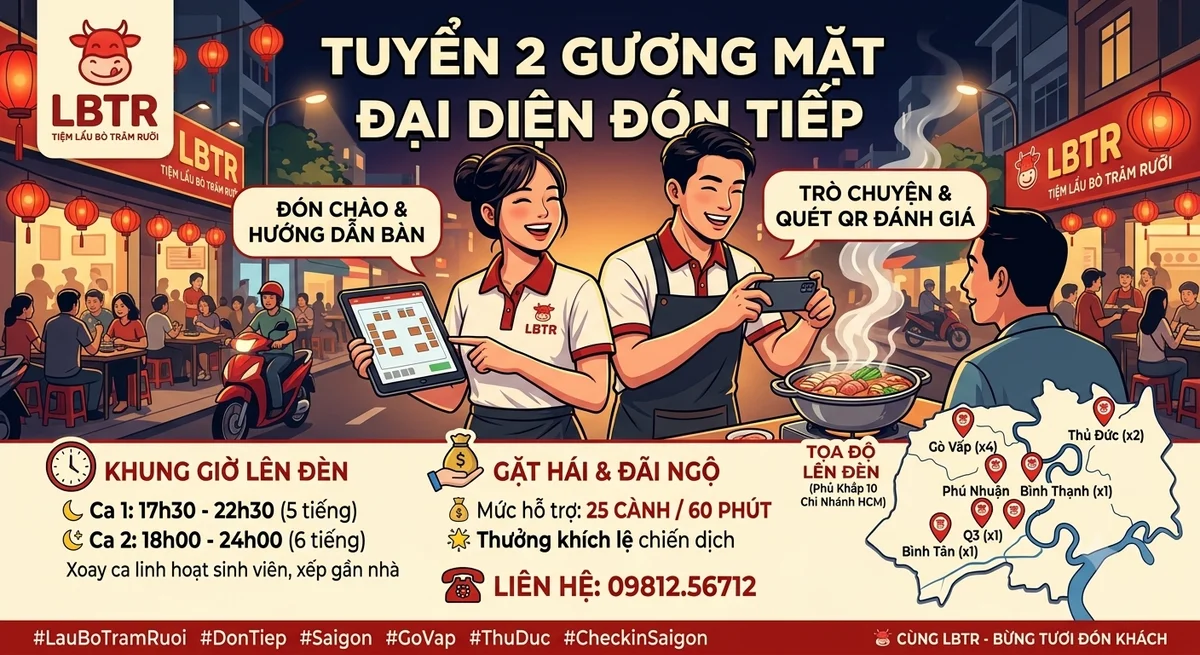 LBTR
TIỆM LẨU BÒ TRĂM RƯỠI
TUYỂN 2 GƯƠNG MẶT
ĐẠI DIỆN ĐÓN TIẾP
LBTR
TIỆM LẨU BÒ TRĂM RƯỠI
LBTR
TIỆM LẨU BÒ TRĂM RƯỠI
ĐÓN CHÀO &
HƯỚNG DẪN BÀN
TRÒ CHUYỆN &
QUÉT QR ĐÁNH GIÁ
LBTR
KHUNG GIỜ LÊN ĐÈN
Ca 1: 17h30 - 22h30 (5 tiếng)
Ca 2: 18h00 - 24h00 (6 tiếng)
Xoay ca linh hoạt sinh viên, xếp gần nhà
GẶT HÁI & ĐÃI NGỘ
Mức hỗ trợ: 25 CÀNH / 60 PHÚT
Thưởng khích lệ chiến dịch
LIÊN HỆ: 09812.56712
TỌA ĐỘ
LÊN ĐÈN
(Phủ Khắp 10
Chi Nhánh HCM)
Gò Vấp (x4)
Thủ Đức (x2)
Phú Nhuận
Bình Thạnh (x1)
Q3 (x1)
Bình Tân (x1)
#LauBoTramRuoi #DonTiep #Saigon #GoVap #ThuDuc #CheckinSaigon
CÙNG LBTR - BỪNG TƯƠI ĐÓN KHÁCH